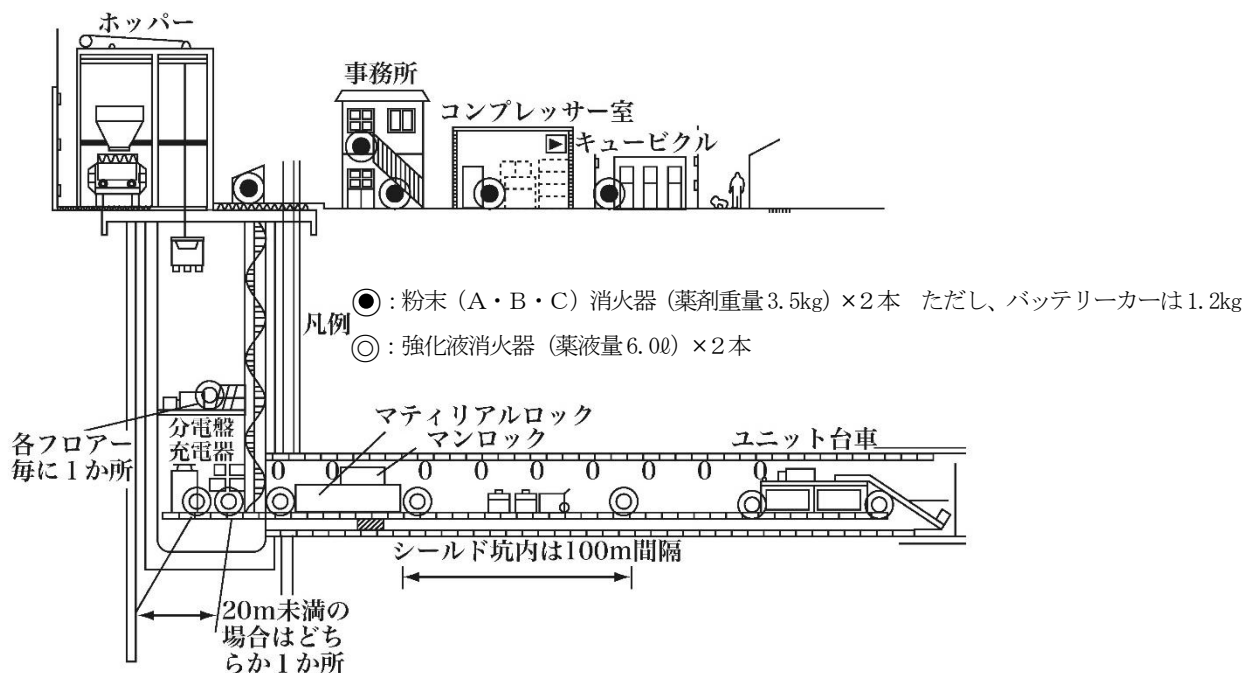 ホッパー
事務所
コンプレッサー室
キュービクル
凡例
：粉末（A・B・C）消火器（薬剤重量3.5kg）×2本　ただし、バッテリーカーは1.2kg
：強化液消火器（薬液量6.0ℓ）×2本
各フロアー
毎に1か所
分電盤
充電器
マティリアルロック
マンロック
ユニット台車
シールド坑内は100m間隔
20m未満の
場合はどち
らか1か所